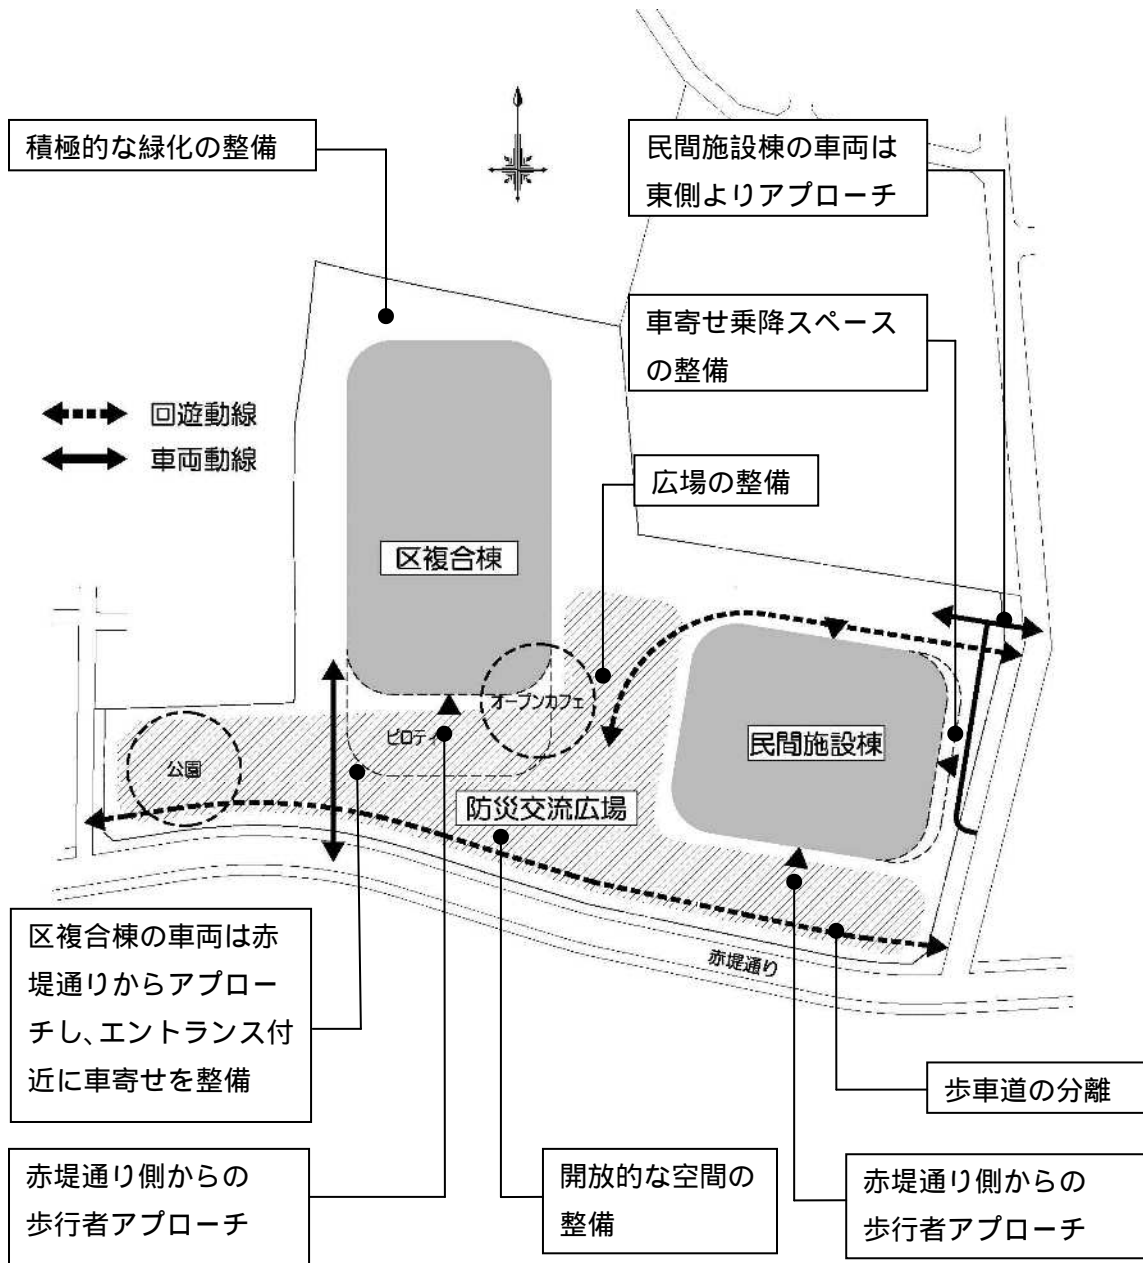 積極的な緑化の整備
民間施設棟の車両は
東側よりアプローチ
車寄せ乗降スペース
の整備
回遊動線
車両動線
広場の整備
区複合棟
オープンカフェ
ピロティ
民間施設棟
公園
防災交流広場
赤堤通り
区複合棟の車両は赤
堤通りからアプロー
チし、エントランス付
近に車寄せを整備
歩車道の分離
赤堤通り側からの
歩行者アプローチ
開放的な空間の
整備
赤堤通り側からの
歩行者アプローチ